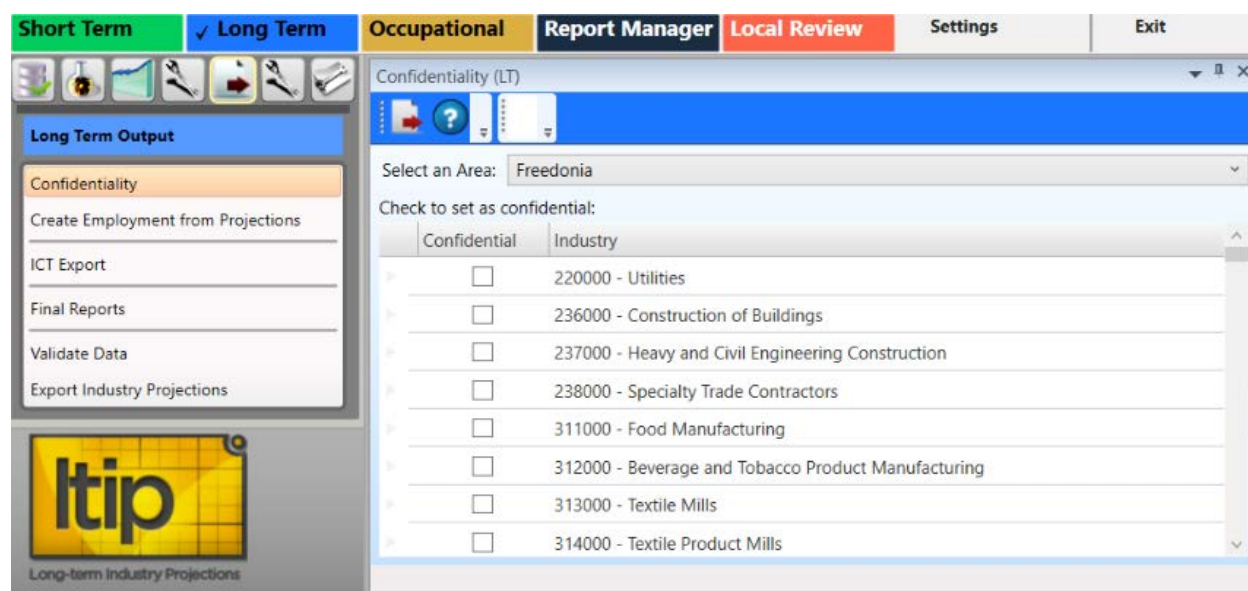 Short Term ✓ Long Term Occupational Report Manager Local Review Settings Exit
Confidentiality (LT)
Long Term Output
Confidentiality
Create Employment from Projections
ICT Export
Final Reports
Validate Data
Export Industry Projections
ltip
Long-term Industry Projections
Select an Area: Freedonia
Check to set as confidential:
Confidential Industry
220000 - Utilities
236000 - Construction of Buildings
237000 - Heavy and Civil Engineering Construction
238000 - Specialty Trade Contractors
311000 - Food Manufacturing
312000 - Beverage and Tobacco Product Manufacturing
313000 - Textile Mills
314000 - Textile Product Mills